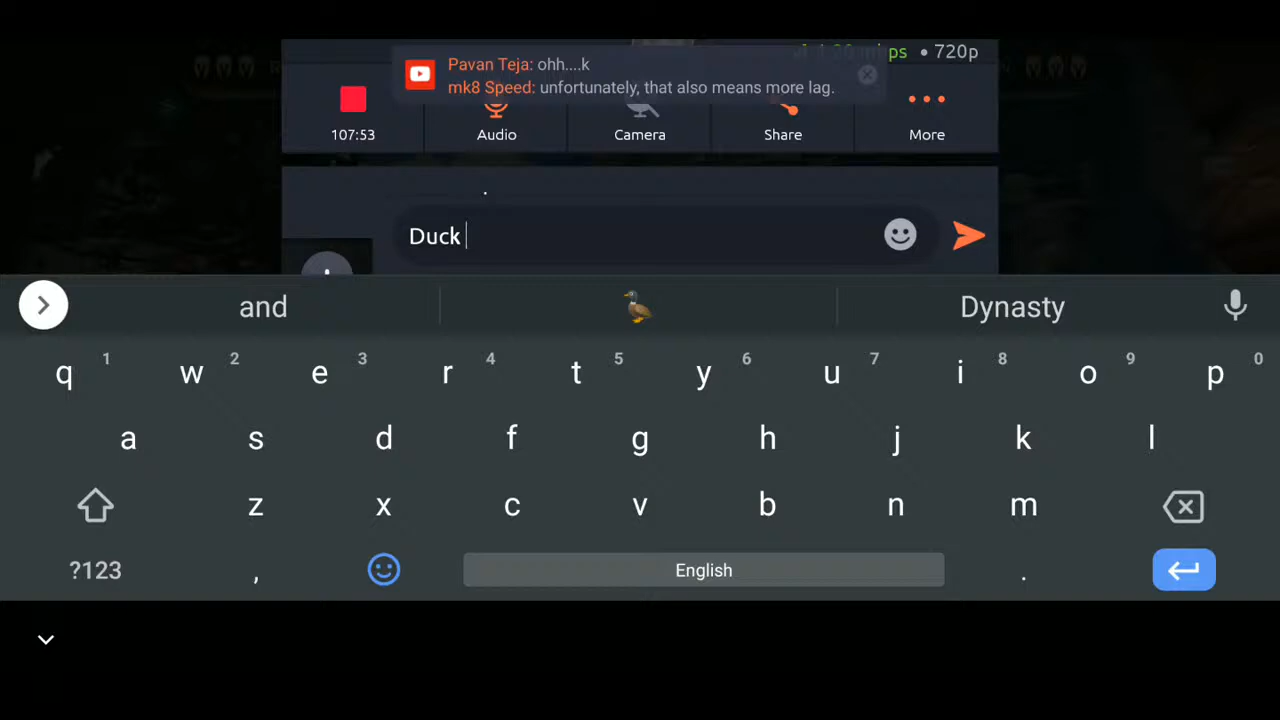 Pavan Teja: ohh....k
mk8 Speed: unfortunately, that also means more lag.
• 720p
107:53
Audio
Camera
Share
More
Duck
and
Dynasty
q 1 w 2 e 3 r 4 t 5 y 6 u 7 i 8 o 9 p 0
a s d f g h j k l
z x c v b n m
?123 , English .